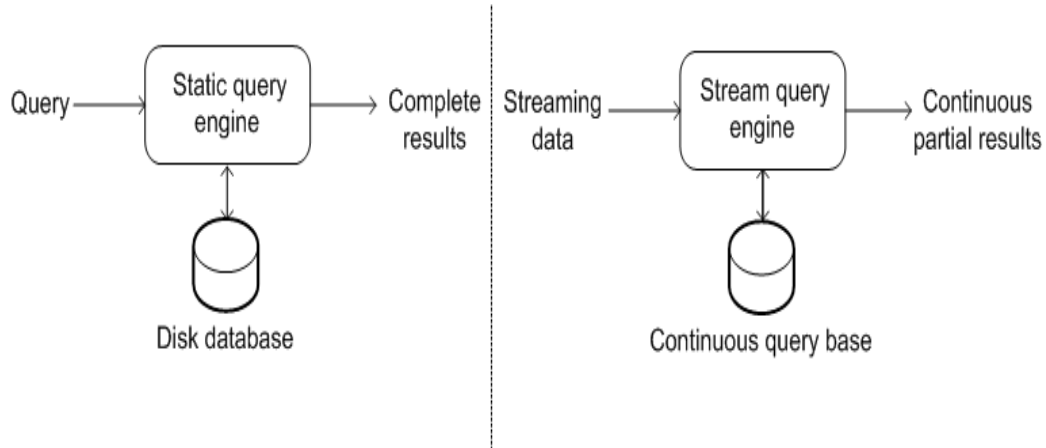 Query
Static query
engine
Complete
results
Disk database
Streaming
data
Stream query
engine
Continuous
partial results
Continuous query base